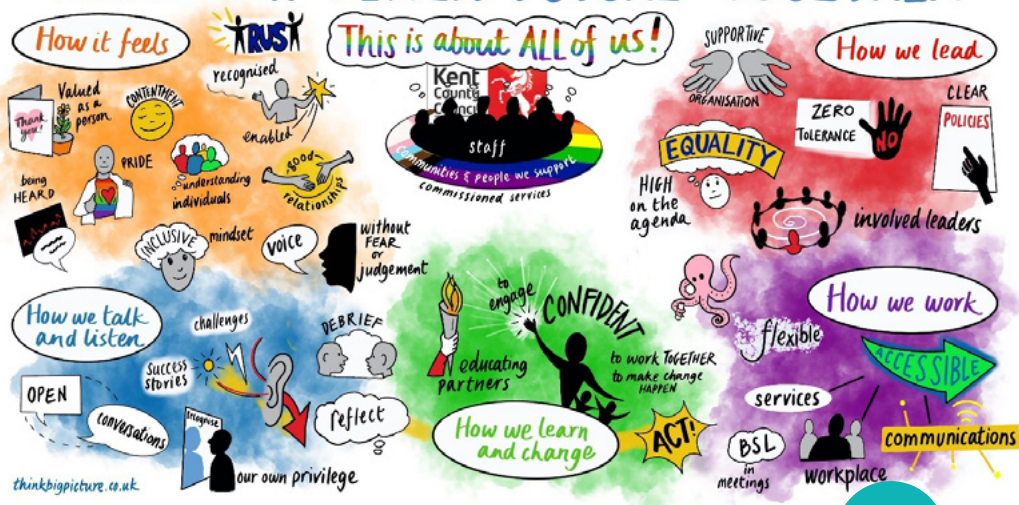 How it feels
TRUST
This is about ALL of us!
Kent
County
Council
staff
communities & people we support
commissioned services
Valued
as a
person
Thank
you!
CONTENTMENT
recognised
enabled
PRIDE
being
HEARD
understanding
individuals
good
relationships
INCLUSIVE
mindset
voice
without
FEAR
or
judgement
SUPPORTIVE
ORGANISATION
How we lead
ZERO
TOLERANCE
NO
CLEAR
POLICIES
EQUALITY
HIGH
on the
agenda
involved leaders
How we talk
and listen
challenges
success
stories
DEBRIEF
OPEN
conversations
reflect
recognise
our own privilege
thinkbigpicture.co.uk
to
engage
CONFIDENT
educating
partners
to work TOGETHER
to make change
HAPPEN
How we learn
and change
ACT!
How we work
flexible
ACCESSIBLE
services
BSL
in
meetings
workplace
communications